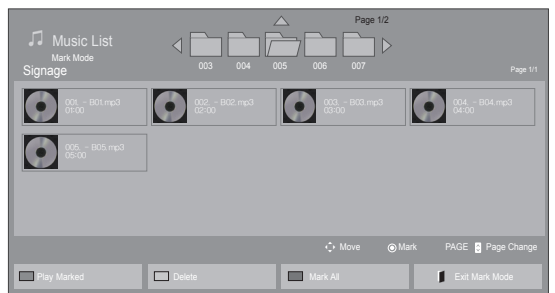 Page 1/2
Music List
Mark Mode
Signage
003 004 005 006 007
Page 1/1
001. - B01.mp3
01:00
002. - B02.mp3
02:00
003. - B03.mp3
03:00
004. - B04.mp3
04:00
005. - B05.mp3
05:00
Move Mark PAGE Page Change
Play Marked Delete Mark All Exit Mark Mode